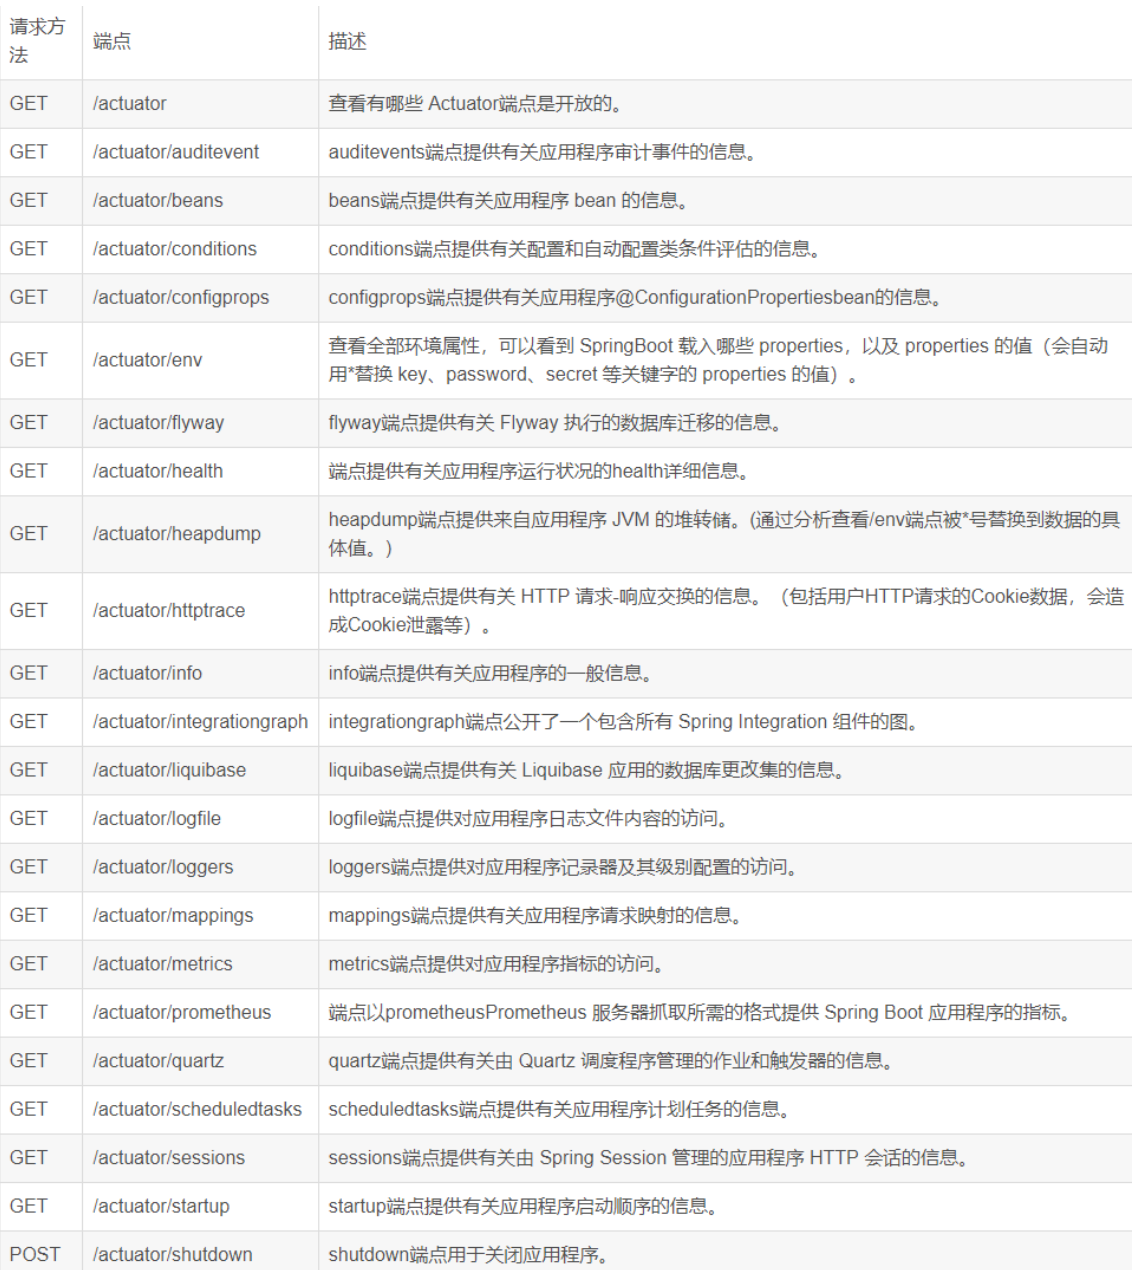 请求方
法
端点
描述
GET
/actuator
查看有哪些 Actuator端点是开放的。
GET
/actuator/auditevent
auditevents端点提供有关应用程序审计事件的信息。
GET
/actuator/beans
beans端点提供有关应用程序 bean 的信息。
GET
/actuator/conditions
conditions端点提供有关配置和自动配置类条件评估的信息。
GET
/actuator/configprops
configprops端点提供有关应用程序@ConfigurationPropertiesbean的信息。
GET
/actuator/env
查看全部环境属性，可以看到 SpringBoot 载入哪些 properties，以及 properties 的值（会自动
用*替换 key、password、secret 等关键字的 properties 的值）。
GET
/actuator/flyway
flyway端点提供有关 Flyway 执行的数据库迁移的信息。
GET
/actuator/health
端点提供有关应用程序运行状况的health详细信息。
GET
/actuator/heapdump
heapdump端点提供来自应用程序 JVM 的堆转储。(通过分析查看/env端点被*号替换到数据的具
体值。)
GET
/actuator/httptrace
httptrace端点提供有关 HTTP 请求-响应交换的信息。（包括用户HTTP请求的Cookie数据，会造
成Cookie泄露等）。
GET
/actuator/info
info端点提供有关应用程序的一般信息。
GET
/actuator/integrationgraph
integrationgraph端点公开了一个包含所有 Spring Integration 组件的图。
GET
/actuator/liquibase
liquibase端点提供有关 Liquibase 应用的数据库更改集的信息。
GET
/actuator/logfile
logfile端点提供对应用程序日志文件内容的访问。
GET
/actuator/loggers
loggers端点提供对应用程序记录器及其级别配置的访问。
GET
/actuator/mappings
mappings端点提供有关应用程序请求映射的信息。
GET
/actuator/metrics
metrics端点提供对应用程序指标的访问。
GET
/actuator/prometheus
端点以prometheusPrometheus 服务器抓取所需的格式提供 Spring Boot 应用程序的指标。
GET
/actuator/quartz
quartz端点提供有关由 Quartz 调度程序管理的作业和触发器的信息。
GET
/actuator/scheduledtasks
scheduledtasks端点提供有关应用程序计划任务的信息。
GET
/actuator/sessions
sessions端点提供有关由 Spring Session 管理的应用程序 HTTP 会话的信息。
GET
/actuator/startup
startup端点提供有关应用程序启动顺序的信息。
POST
/actuator/shutdown
shutdown端点用于关闭应用程序。